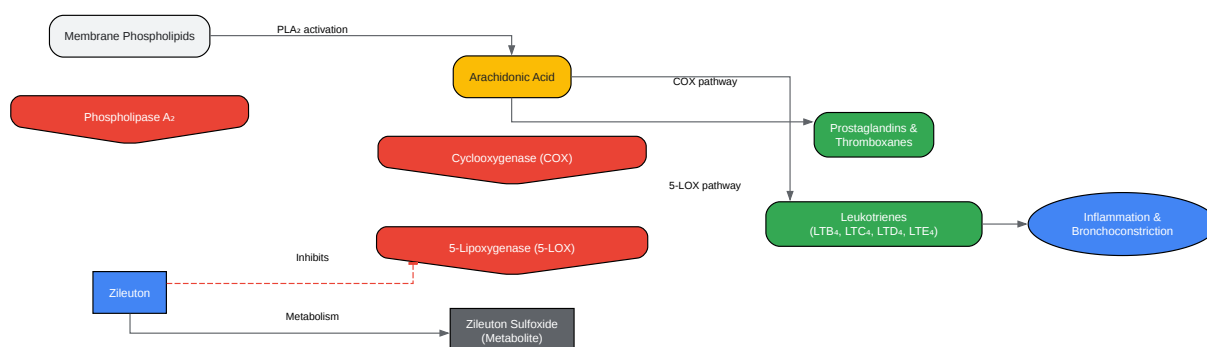 PLA₂ activation
Membrane Phospholipids
Arachidonic Acid
COX pathway
Phospholipase A₂
Prostaglandins &
Thromboxanes
Cyclooxygenase (COX)
5-LOX pathway
Leukotrienes
(LTB₄, LTC₄, LTD₄, LTE₄)
Inflammation &
Bronchoconstriction
5-Lipoxygenase (5-LOX)
Inhibits
Zileuton
Metabolism
Zileuton Sulfoxide
(Metabolite)